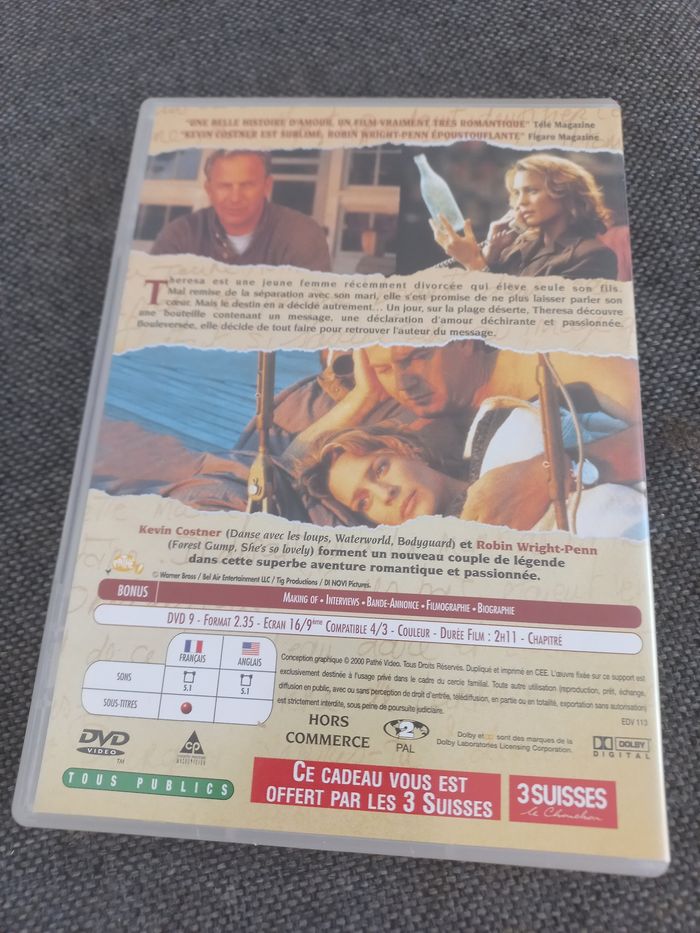 "UNE BELLE HISTOIRE D'AMOUR, UN FILM VRAIMENT TRÈS ROMANTIQUE" Télé Magazine
"KEVIN COSTNER EST SUBLIME, ROBIN WRIGHT-PENN ÉPOUSTOUFLANTE" Figaro Magazine
Theresa est une jeune femme récemment divorcée qui élève seule son fils.
Mal remise de la séparation avec son mari, elle s'est promise de ne plus laisser parler son
cœur. Mais le destin en a décidé autrement... Un jour, sur la plage déserte, Theresa découvre
une bouteille contenant un message, une déclaration d'amour déchirante et passionnée.
Bouleversée, elle décide de tout faire pour retrouver l'auteur du message.
Kevin Costner (Danse avec les loups, Waterworld, Bodyguard) et Robin Wright-Penn
(Forest Gump, She's so lovely) forment un nouveau couple de légende
dans cette superbe aventure romantique et passionnée.
PATHÉ
© Warner Bross / Bel Air Entertainment LLC / Tig Productions / DI NOVI Pictures.
BONUS
MAKING OF • INTERVIEWS • BANDE-ANNONCE • FILMOGRAPHIE • BIOGRAPHIE
DVD 9 - FORMAT 2.35 - ECRAN 16/9ème COMPATIBLE 4/3 - COULEUR - DURÉE FILM : 2H11 - CHAPITRÉ
FRANÇAIS ANGLAIS
SONS 5.1 5.1
SOUS-TITRES
Conception graphique © 2000 Pathé Video. Tous Droits Réservés. Dupliqué et imprimé en CEE. L'œuvre fixée sur ce support est
exclusivement destinée à l'usage privé dans le cadre du cercle familial. Toute autre utilisation (reproduction, prêt, échange,
diffusion en public, avec ou sans perception de droit d'entrée, télédiffusion, en partie ou en totalité, exportation sans autorisation)
est strictement interdite, sous peine de poursuite judiciaire.
EDV 113
DVD
VIDEO
TM
CP
HORS
COMMERCE
2
PAL
Dolby et sont des marques de la
Dolby Laboratories Licensing Corporation.
DOLBY
DIGITAL
TOUS PUBLICS
CE CADEAU VOUS EST
OFFERT PAR LES 3 SUISSES
3 SUISSES
le Chouchou